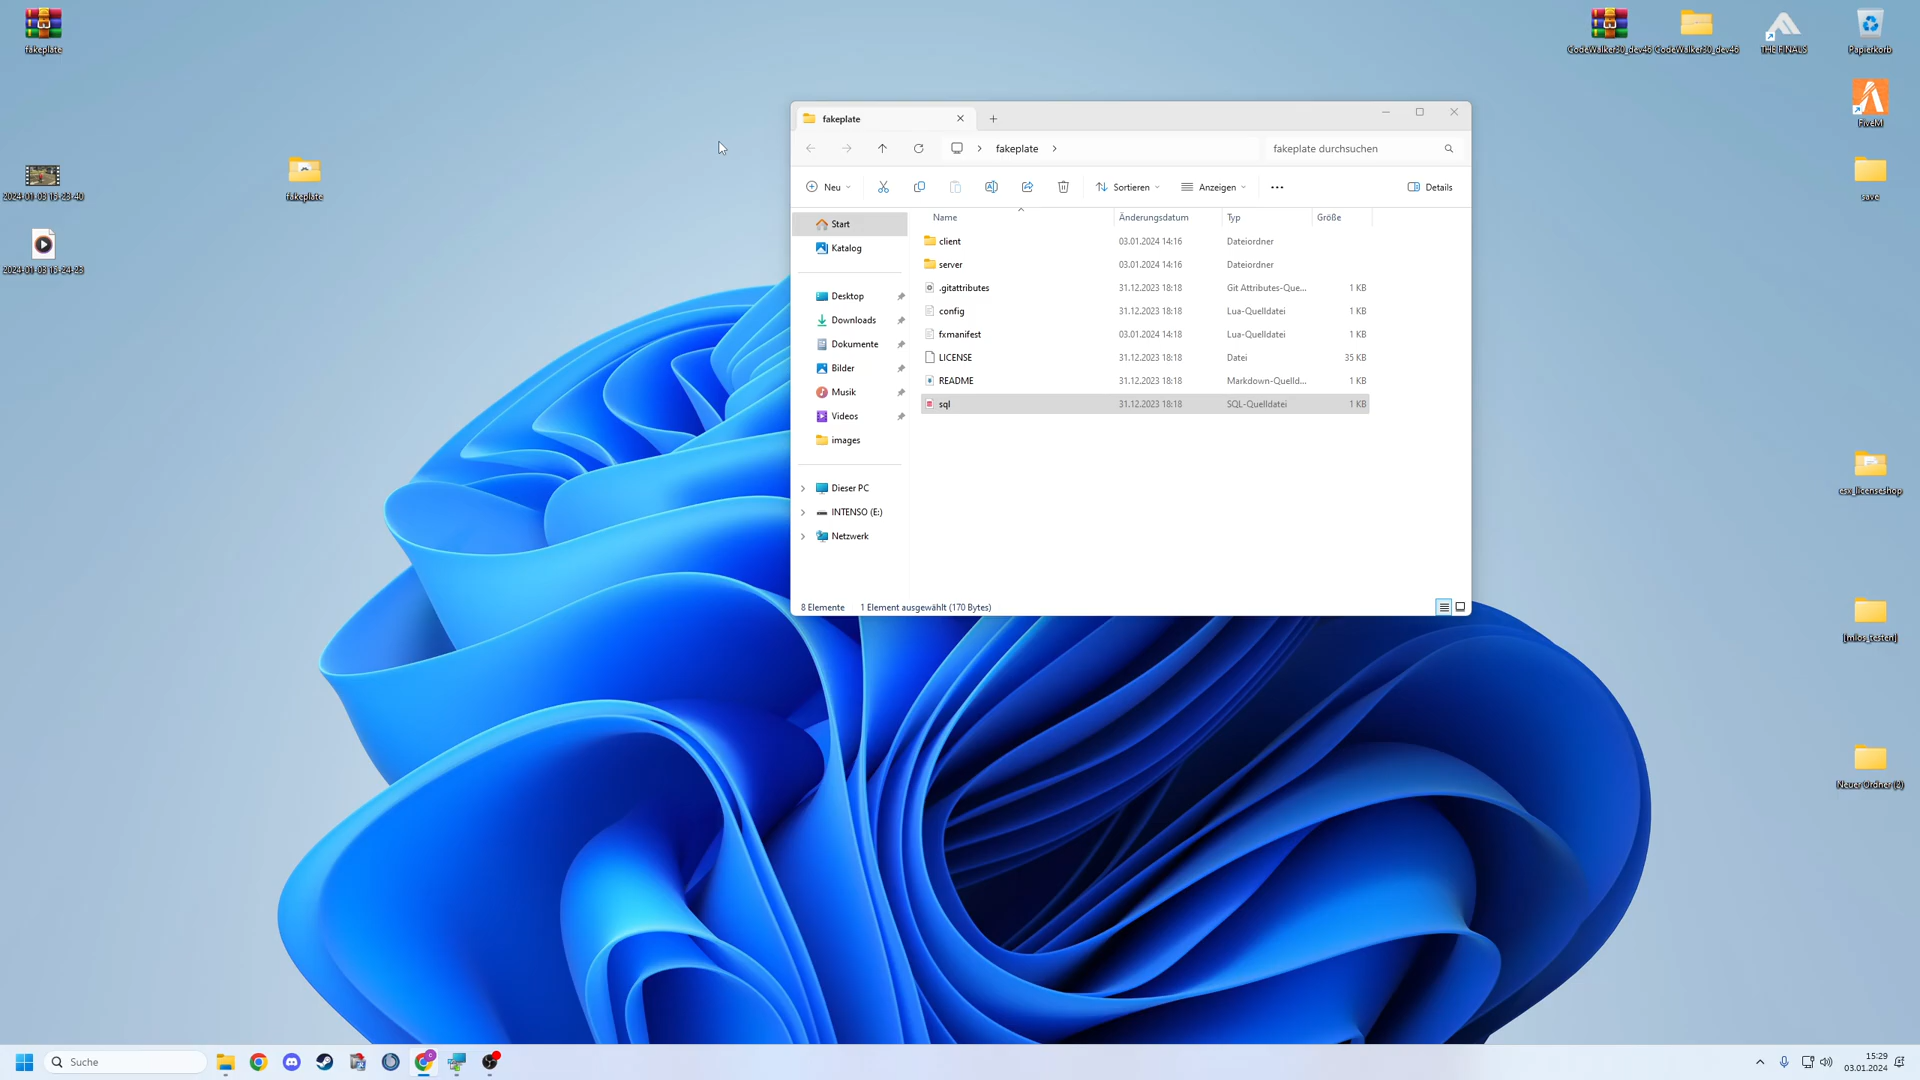 fakeplate
CodeWalker30_dev46
CodeWalker30_dev46
THE FINALS
Papierkorb
FiveM
2024-01-03 15-23-40
fakeplate
save
2024-01-03 15-24-23
esx_licenseshop
[mlos_testen]
Neuer Ordner (2)
fakeplate
fakeplate
fakeplate durchsuchen
Neu
Sortieren
Anzeigen
Details
Start
Katalog
Desktop
Downloads
Dokumente
Bilder
Musik
Videos
images
Dieser PC
INTENSO (E:)
Netzwerk
Name Änderungsdatum Typ Größe
client 03.01.2024 14:16 Dateiordner
server 03.01.2024 14:16 Dateiordner
.gitattributes 31.12.2023 18:18 Git Attributes-Que... 1 KB
config 31.12.2023 18:18 Lua-Quelldatei 1 KB
fxmanifest 03.01.2024 14:18 Lua-Quelldatei 1 KB
LICENSE 31.12.2023 18:18 Datei 35 KB
README 31.12.2023 18:18 Markdown-Quelld... 1 KB
sql 31.12.2023 18:18 SQL-Quelldatei 1 KB
8 Elemente 1 Element ausgewählt (170 Bytes)
Suche
15:29
03.01.2024